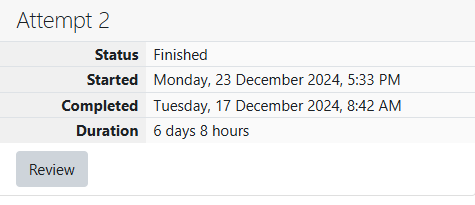 Attempt 2
Status Finished
Started Monday, 23 December 2024, 5:33 PM
Completed Tuesday, 17 December 2024, 8:42 AM
Duration 6 days 8 hours
Review